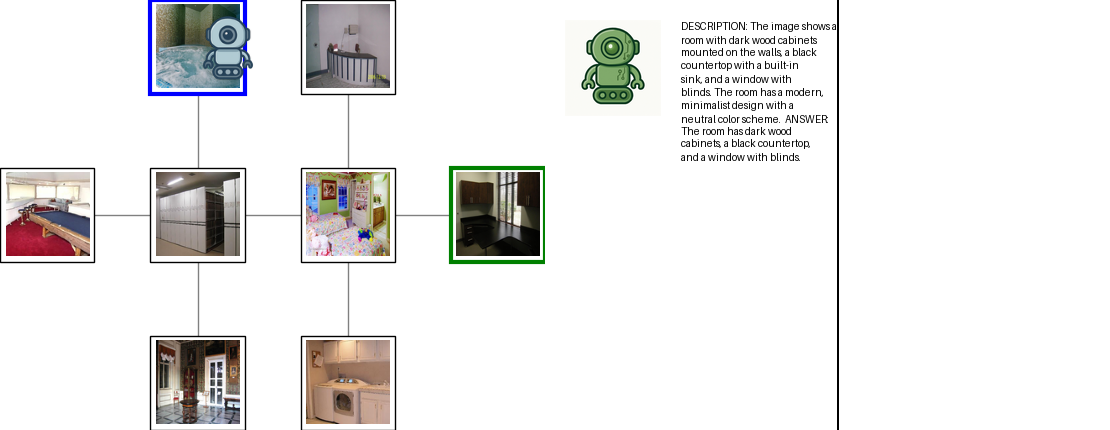 DESCRIPTION: The image shows a
room with dark wood cabinets
mounted on the walls, a black
countertop with a built-in
sink, and a window with
blinds. The room has a modern,
minimalist design with a
neutral color scheme.  ANSWER:
The room has dark wood
cabinets, a black countertop,
and a window with blinds.